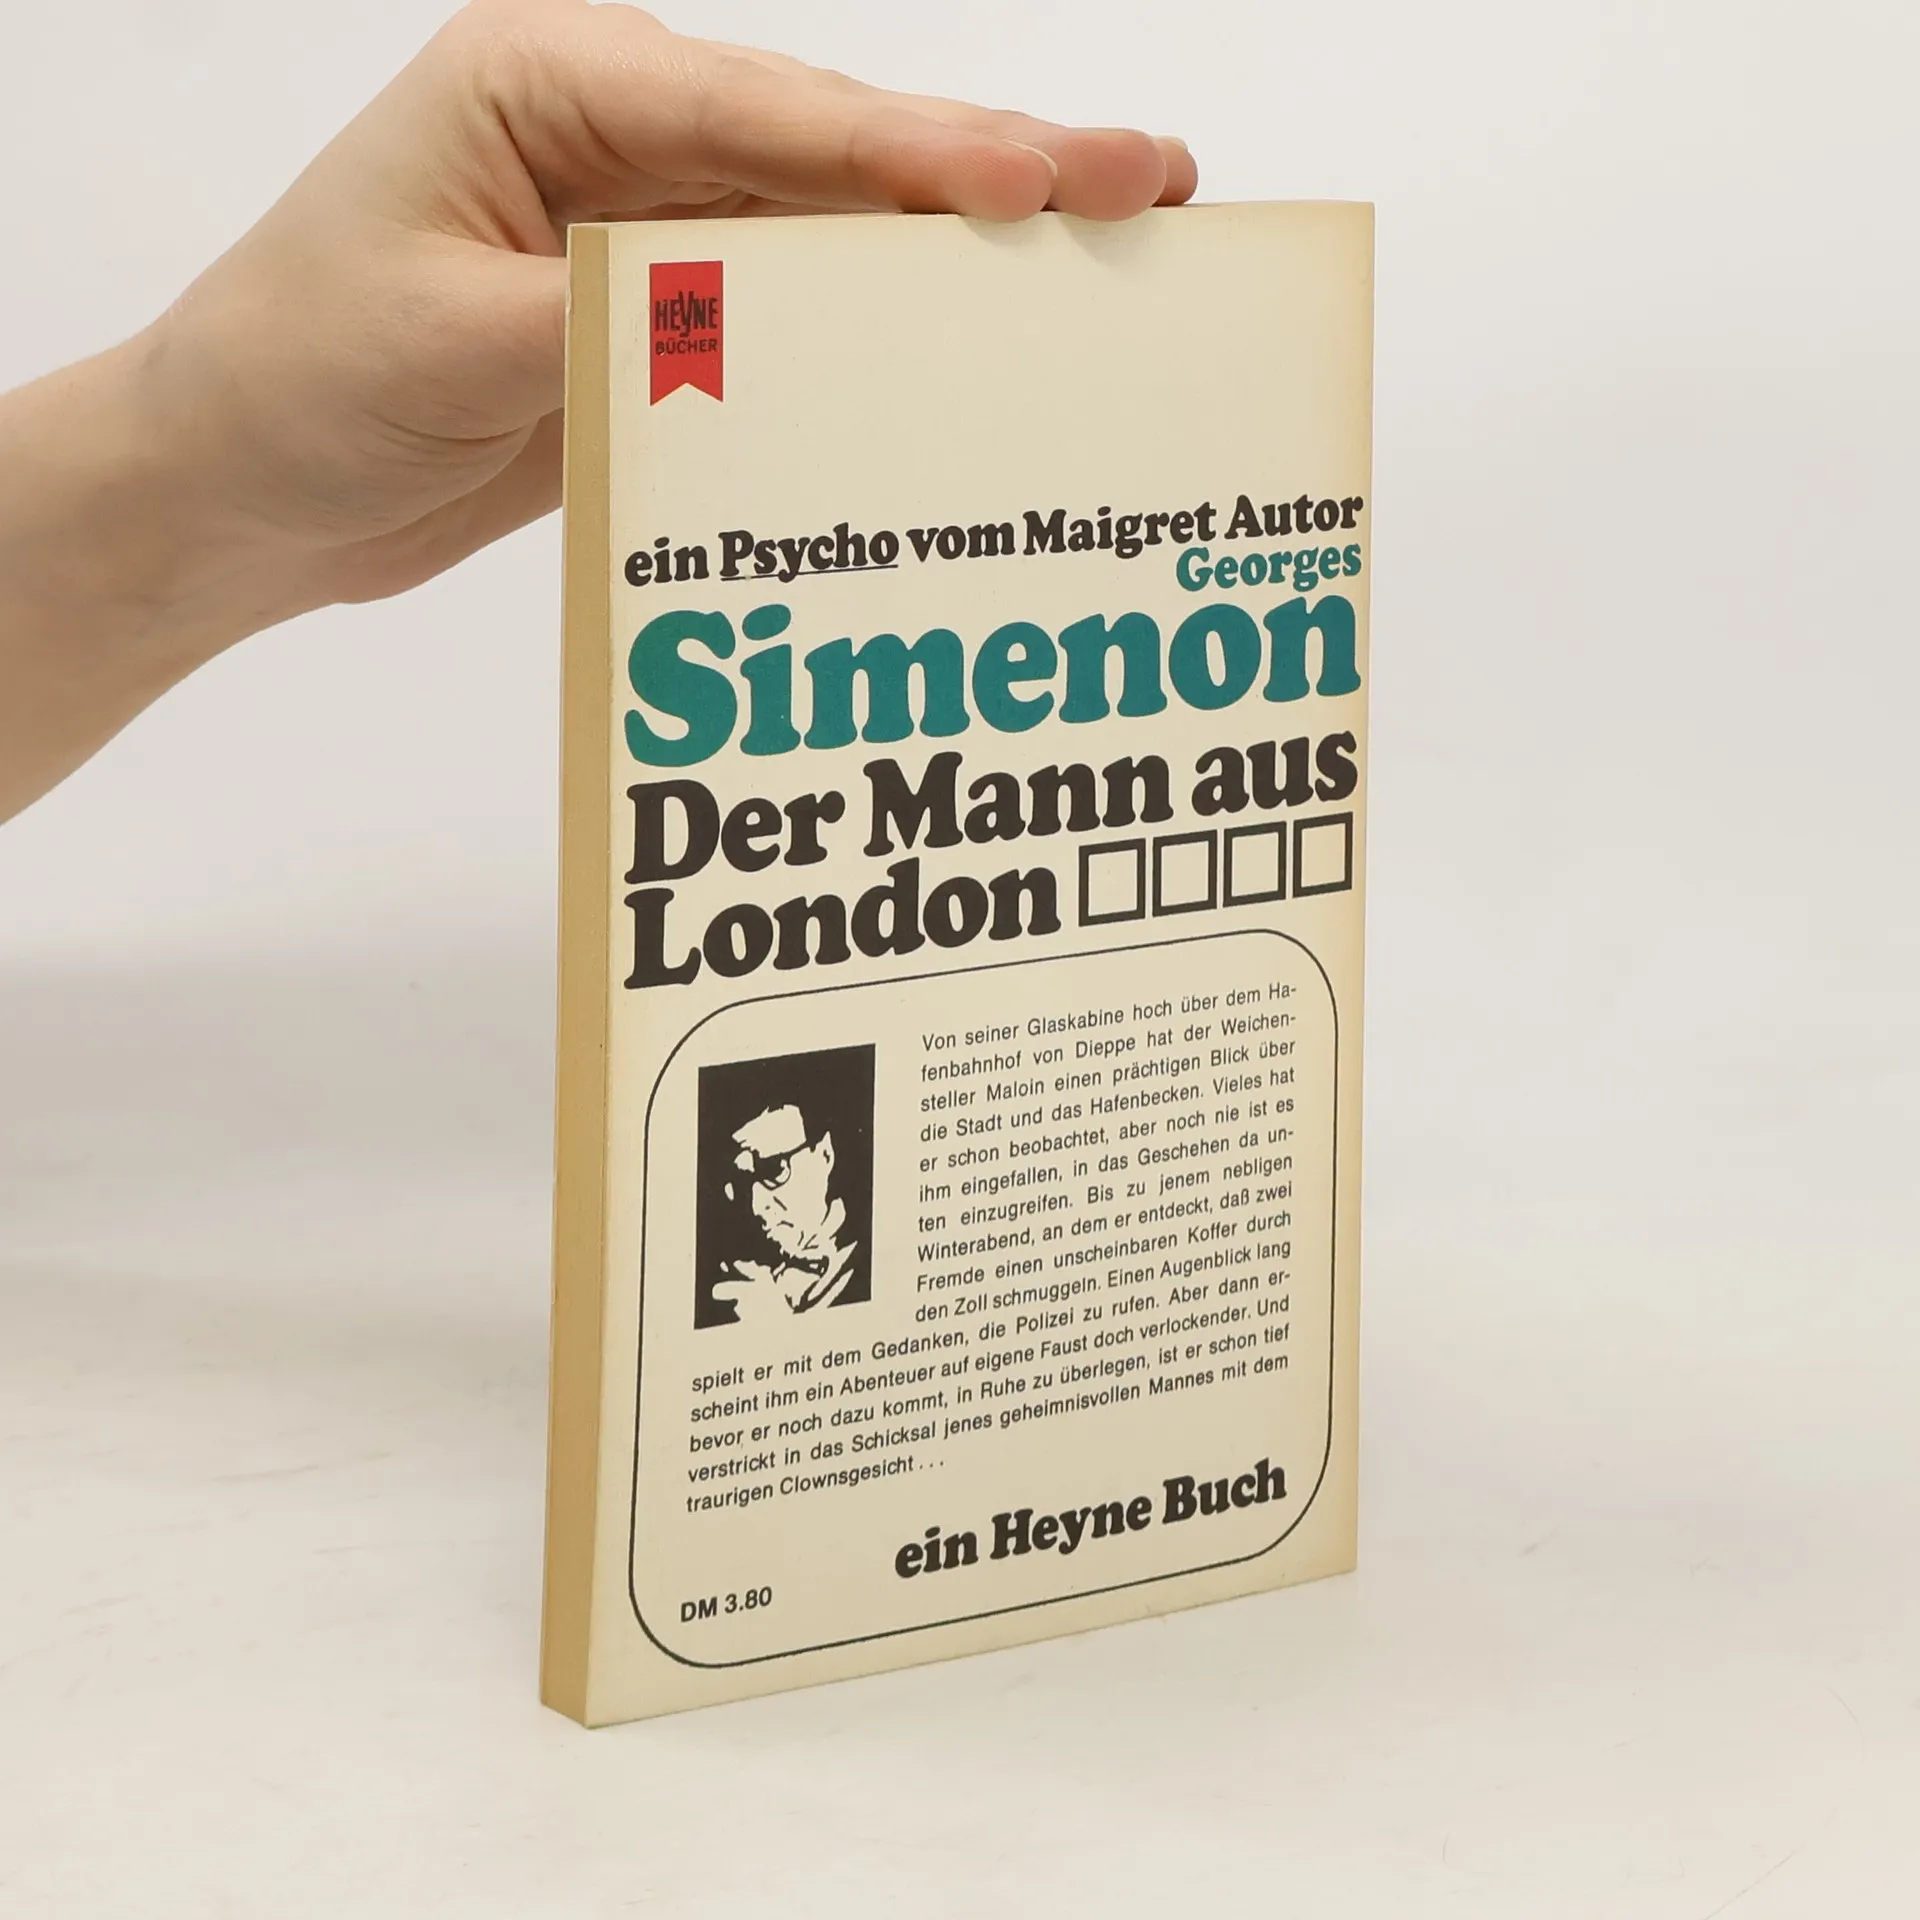 HEYNE
BÜCHER
ein Psycho vom Maigret Autor
Georges
Simenon
Der Mann aus
London
Von seiner Glaskabine hoch über dem Ha-
fenbahnhof von Dieppe hat der Weichen-
steller Maloin einen prächtigen Blick über
die Stadt und das Hafenbecken. Vieles hat
er schon beobachtet, aber noch nie ist es
ihm eingefallen, in das Geschehen da un-
ten einzugreifen. Bis zu jenem nebligen
Winterabend, an dem er entdeckt, daß zwei
Fremde einen unscheinbaren Koffer durch
den Zoll schmuggeln. Einen Augenblick lang
spielt er mit dem Gedanken, die Polizei zu rufen. Aber dann er-
scheint ihm ein Abenteuer auf eigene Faust doch verlockender. Und
bevor er noch dazu kommt, in Ruhe zu überlegen, ist er schon tief
verstrickt in das Schicksal jenes geheimnisvollen Mannes mit dem
traurigen Clownsgesicht . . .
ein Heyne Buch
DM 3.80